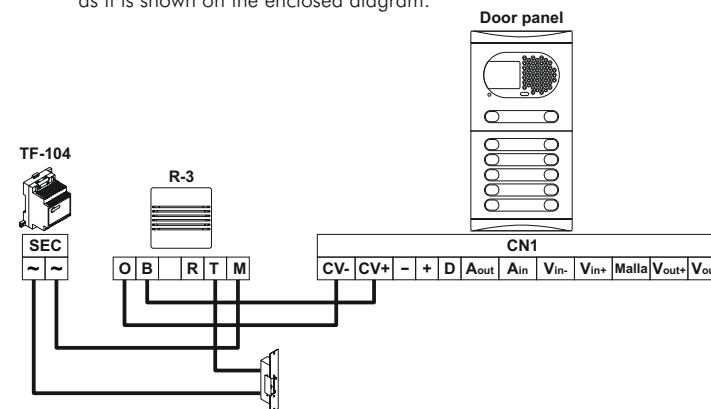 as it is shown on the enclosed diagram.
Door panel
TF-104
R-3
SEC
CN1
~ ~
O B R T M
CV- CV+ – + D Aout Ain Vin- Vin+ Malla Vout+